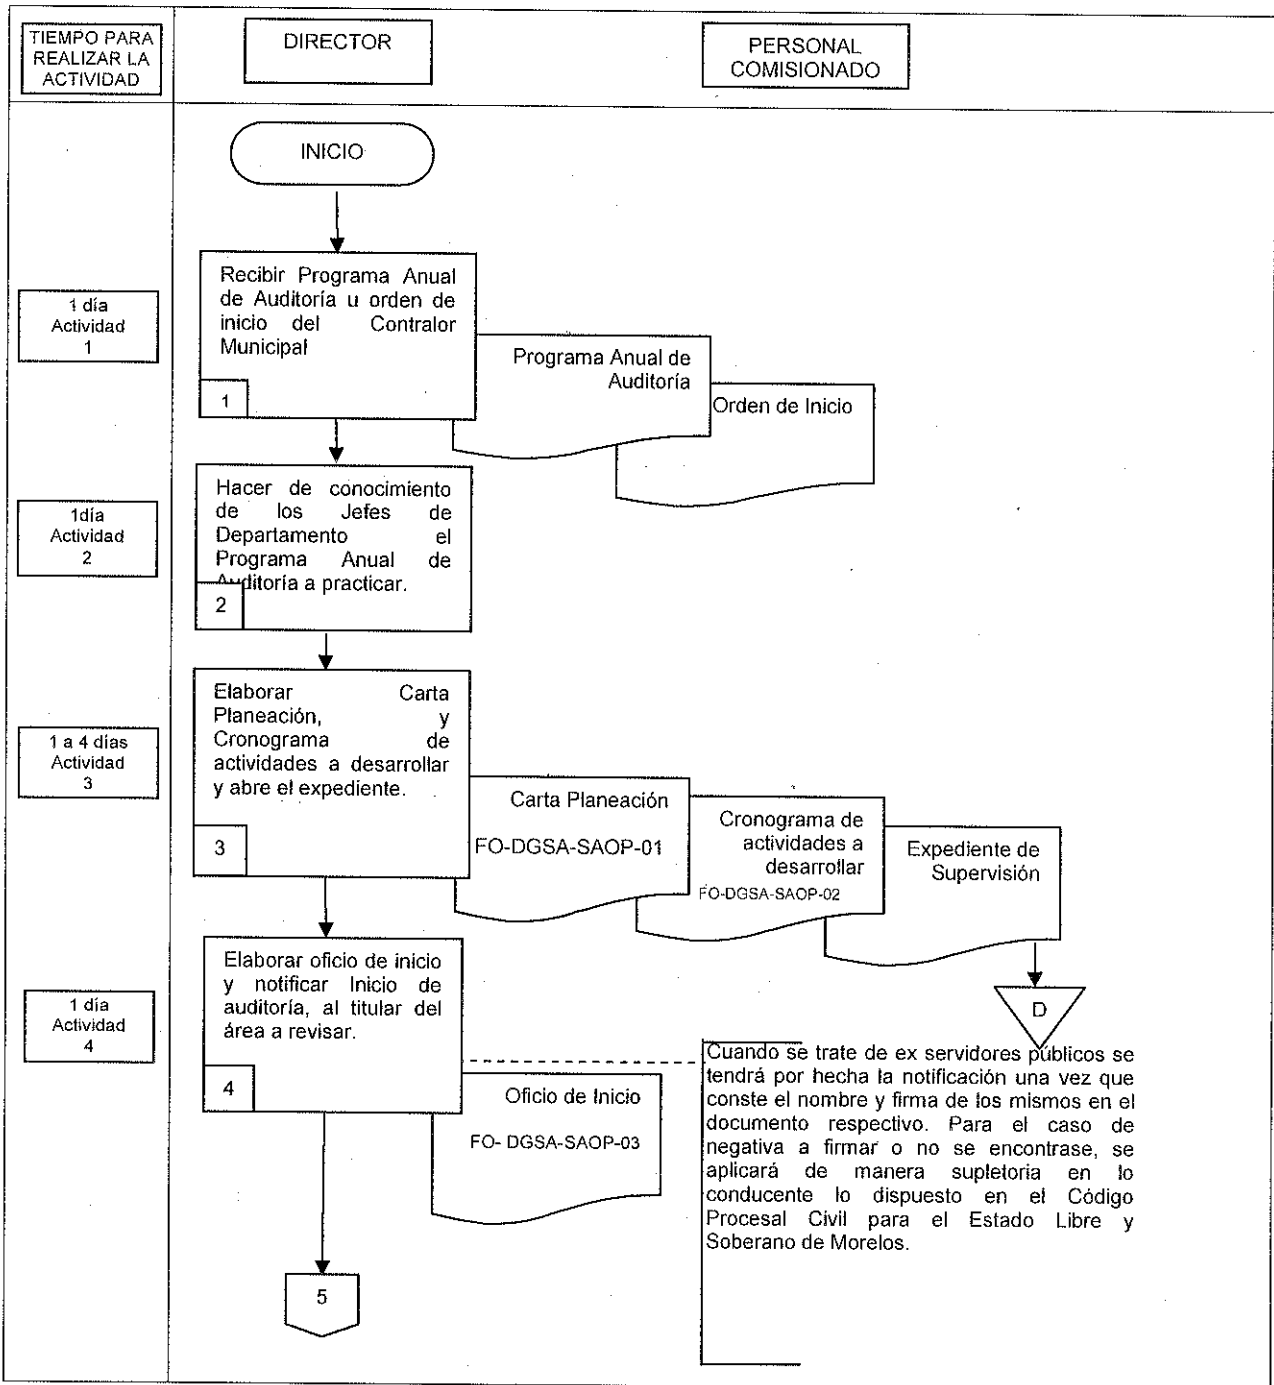 TIEMPO PARA
REALIZAR LA
ACTIVIDAD
DIRECTOR
PERSONAL
COMISIONADO
INICIO
1 día
Actividad
1
Recibir Programa Anual
de Auditoría u orden de
inicio del Contralor
Municipal
1
Programa Anual de
Auditoría
Orden de Inicio
1día
Actividad
2
Hacer de conocimiento
de los Jefes de
Departamento el
Programa Anual de
Auditoría a practicar.
2
1 a 4 días
Actividad
3
Elaborar Carta
Planeación, y
Cronograma de
actividades a desarrollar
y abre el expediente.
3
Carta Planeación
FO-DGSA-SAOP-01
Cronograma de
actividades a
desarrollar
FO-DGSA-SAOP-02
Expediente de
Supervisión
D
1 día
Actividad
4
Elaborar oficio de inicio
y notificar Inicio de
auditoría, al titular del
área a revisar.
4
Oficio de Inicio
FO- DGSA-SAOP-03
Cuando se trate de ex servidores públicos se
tendrá por hecha la notificación una vez que
conste el nombre y firma de los mismos en el
documento respectivo. Para el caso de
negativa a firmar o no se encontrase, se
aplicará de manera supletoria en lo
conducente lo dispuesto en el Código
Procesal Civil para el Estado Libre y
Soberano de Morelos.
5